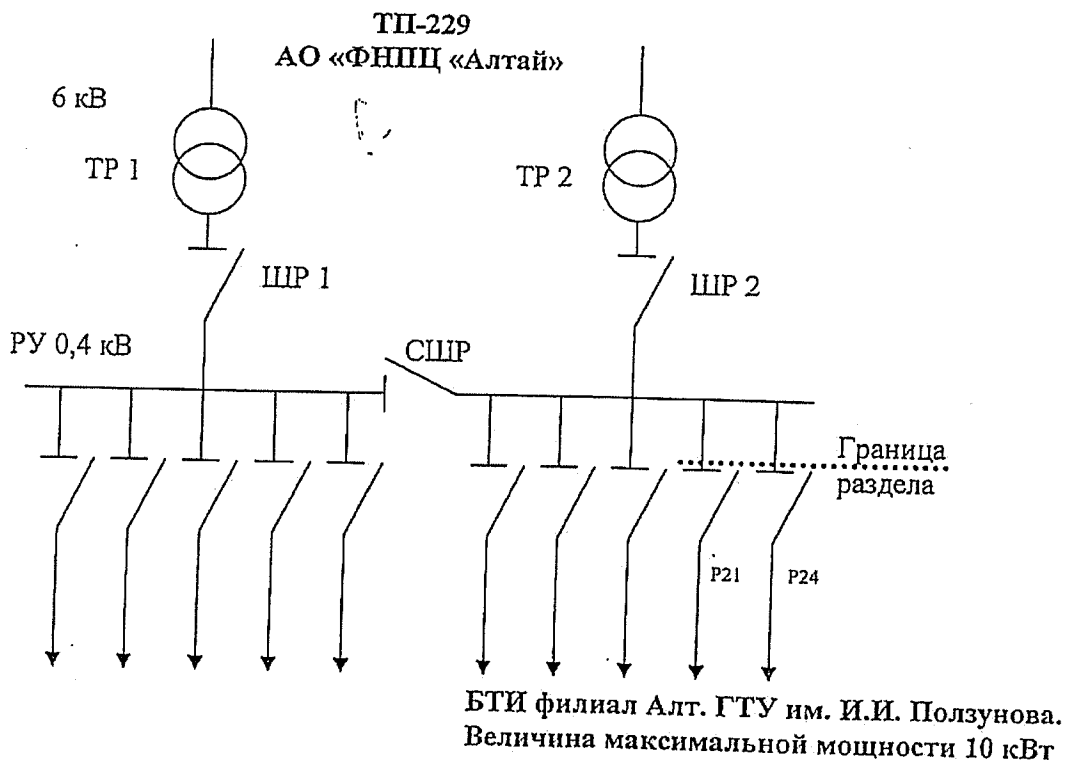 ТП-229
АО «ФНПЦ «Алтай»
6 кВ
ТР 1
ТР 2
ШР 1
ШР 2
РУ 0,4 кВ
СШР
Граница
раздела
Р21
Р24
БТИ филиал Алт. ГТУ им. И.И. Ползунова.
Величина максимальной мощности 10 кВт